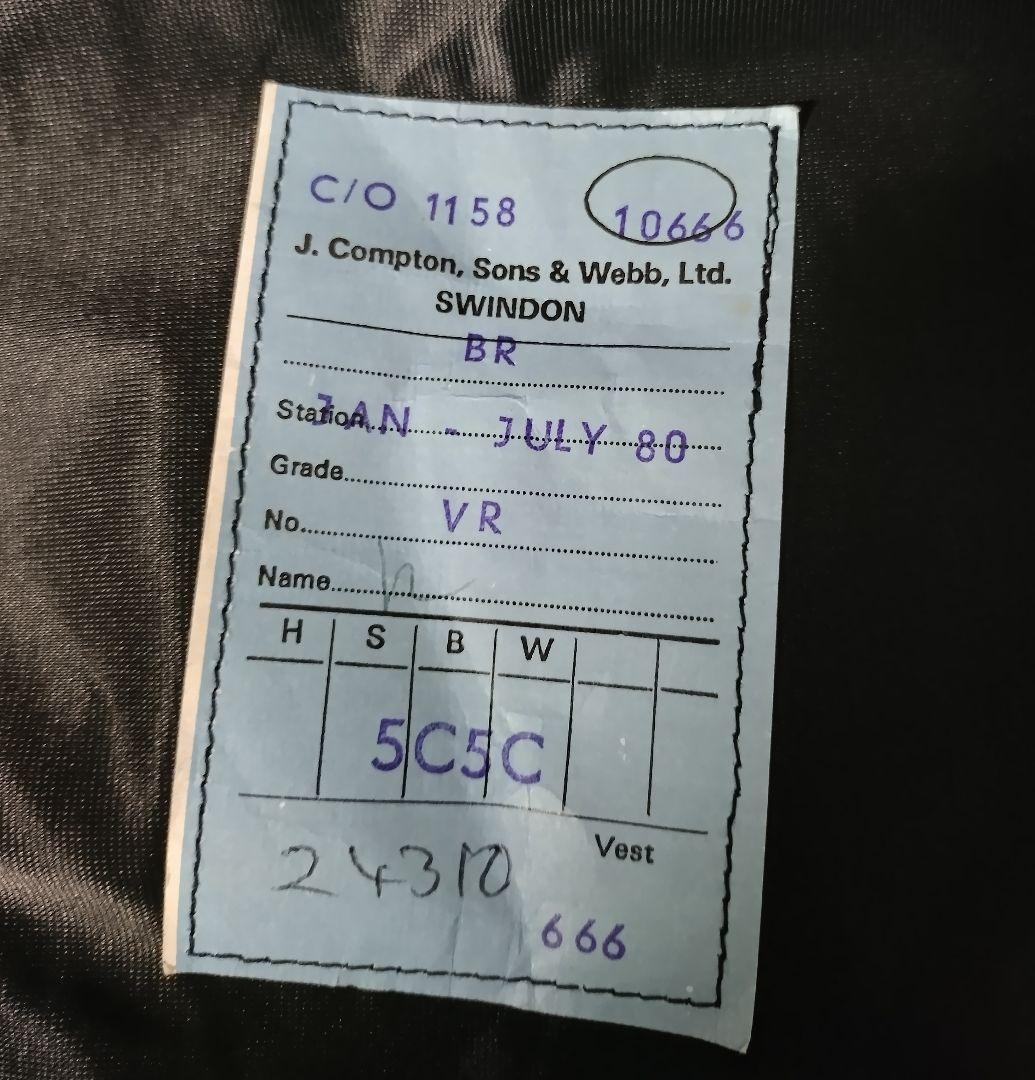 C/O 1158 10666
J. Compton, Sons & Webb, Ltd.
SWINDON
BR
Station JAN - JULY 80
Grade
No. VR
Name
H S B W
5C5C
Vest
24310
666